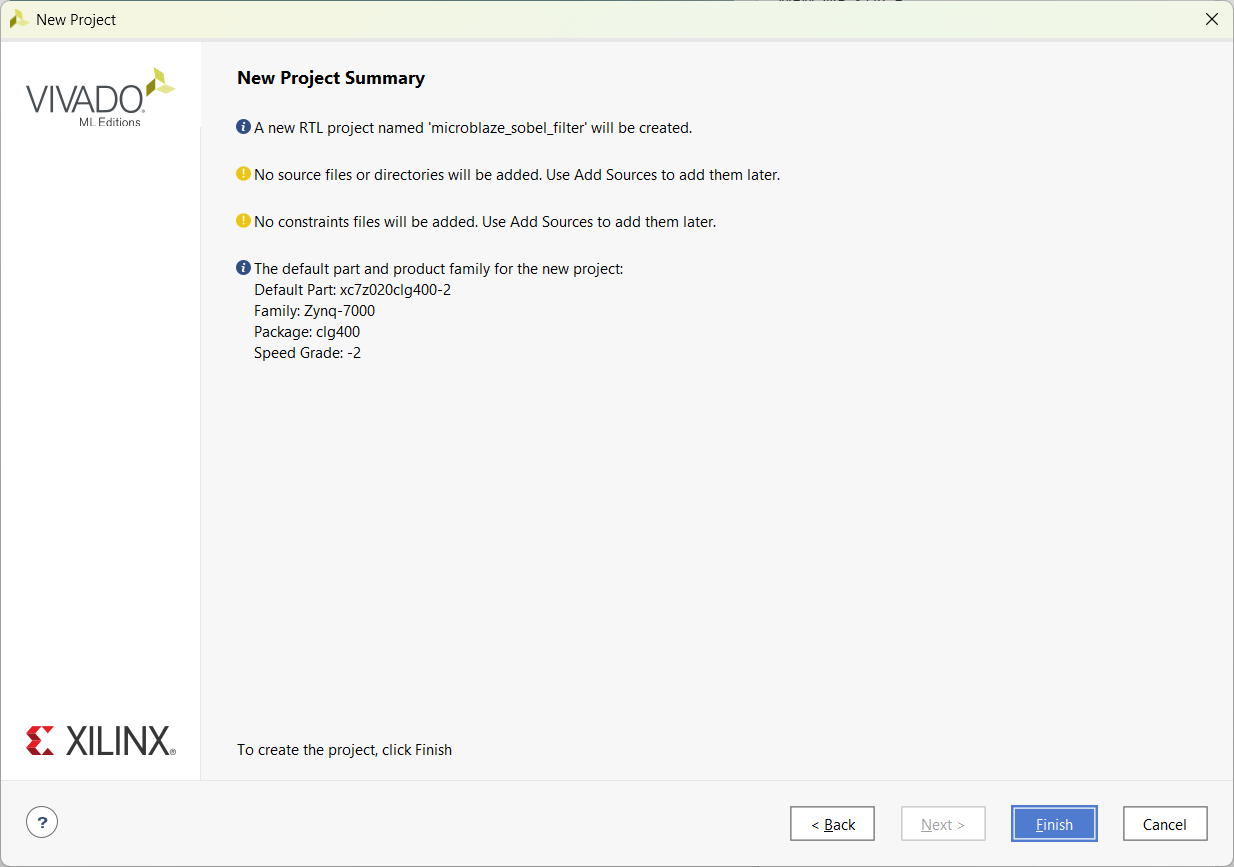 New Project
VIVADO
ML Editions
New Project Summary
A new RTL project named 'microblaze_sobel_filter' will be created.
No source files or directories will be added. Use Add Sources to add them later.
No constraints files will be added. Use Add Sources to add them later.
The default part and product family for the new project:
Default Part: xc7z020clg400-2
Family: Zynq-7000
Package: clg400
Speed Grade: -2
XILINX®
To create the project, click Finish
?
< Back
Next >
Finish
Cancel